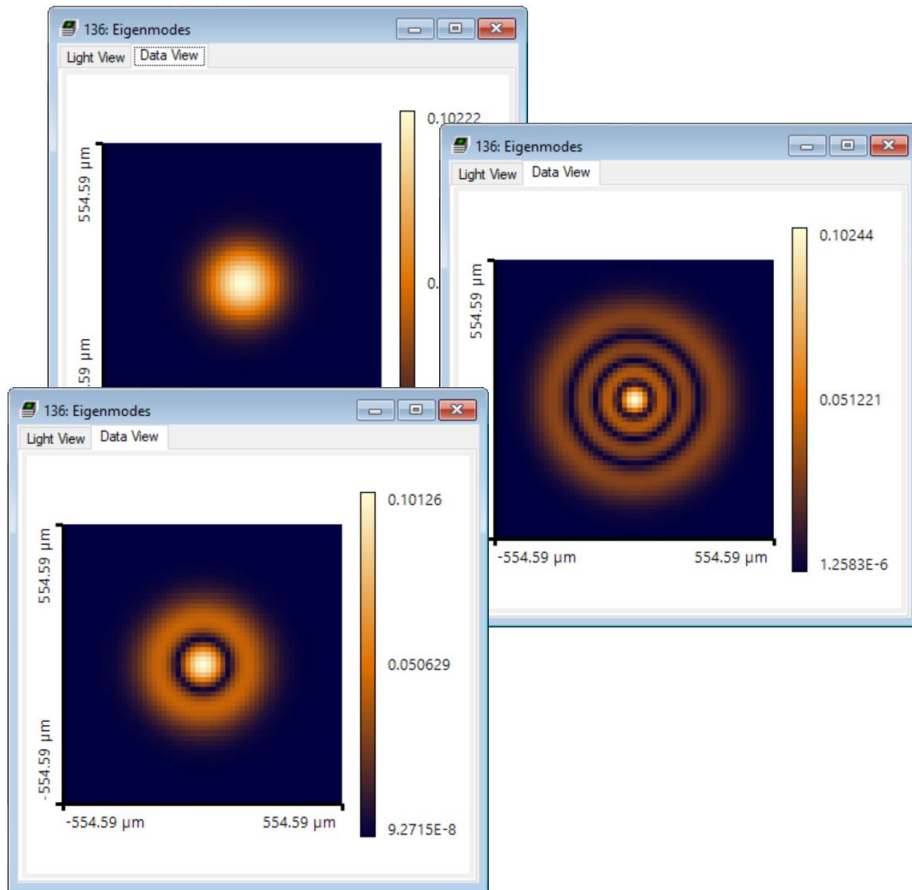 136: Eigenmodes
Light View Data View
0.10222
554.59 µm
0.
.59 µm
136: Eigenmodes
Light View Data View
0.10244
554.59 µm
0.051221
1.2583E-6
-554.59 µm 554.59 µm
136: Eigenmodes
Light View Data View
0.10126
554.59 µm
0.050629
-554.59 µm
9.2715E-8
-554.59 µm 554.59 µm